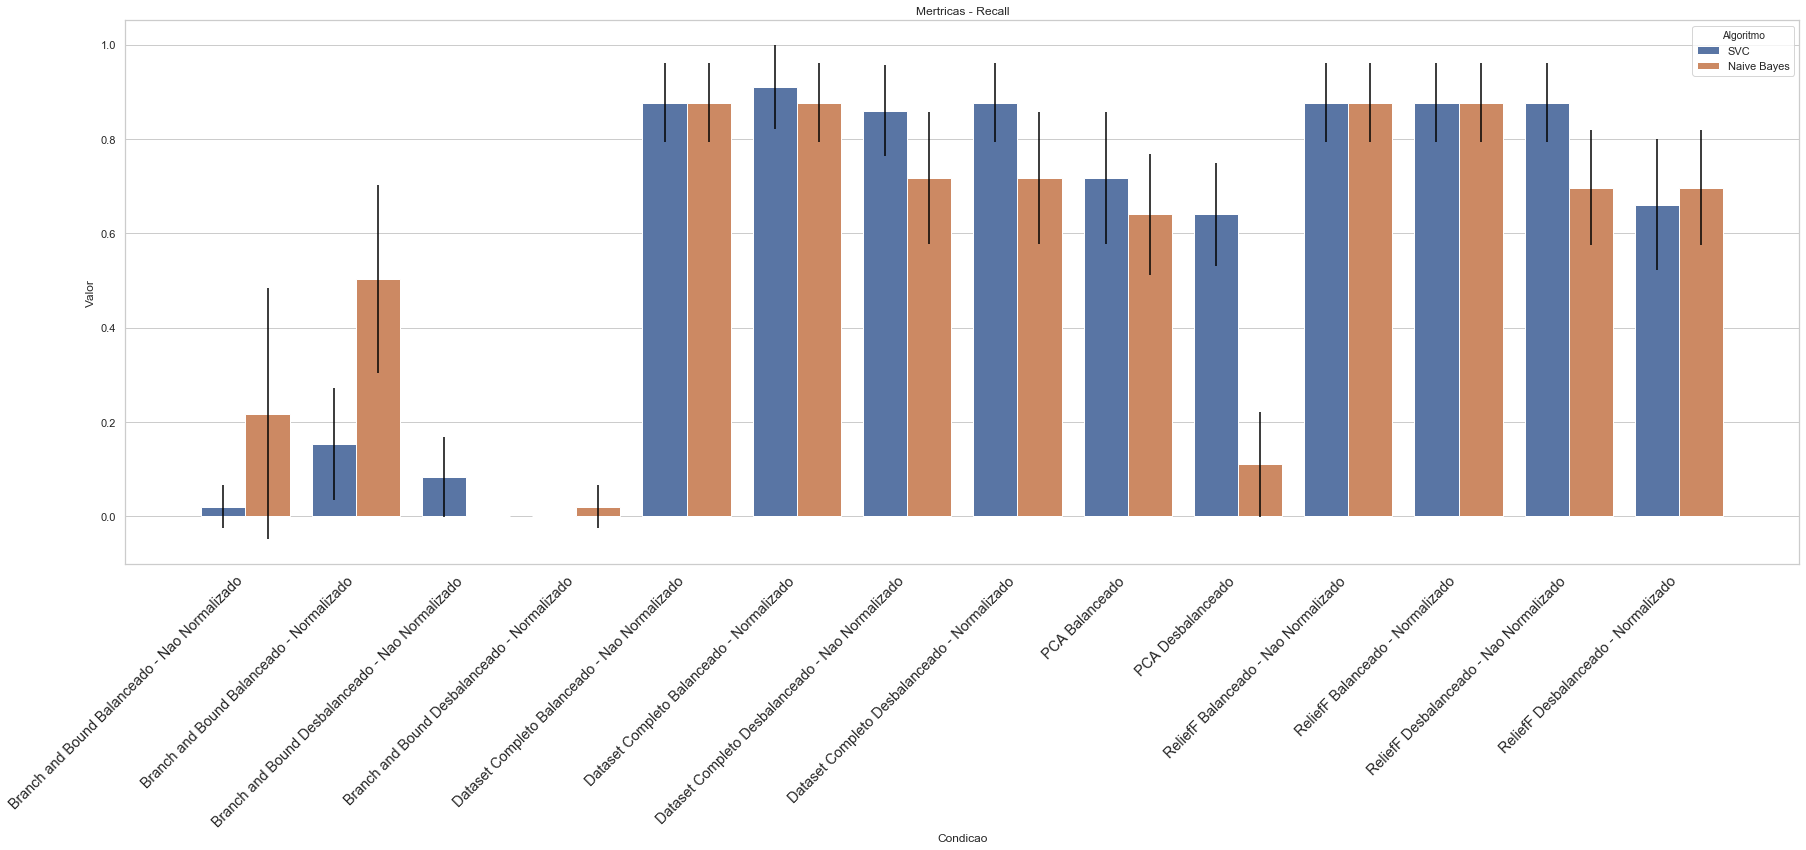 Mertricas - Recall
Algoritmo
SVC
Naive Bayes
Valor
1.0
0.8
0.6
0.4
0.2
0.0
Branch and Bound Balanceado - Nao Normalizado
Branch and Bound Balanceado - Normalizado
Branch and Bound Desbalanceado - Nao Normalizado
Branch and Bound Desbalanceado - Normalizado
Dataset Completo Balanceado - Nao Normalizado
Dataset Completo Balanceado - Normalizado
Dataset Completo Desbalanceado - Nao Normalizado
Dataset Completo Desbalanceado - Normalizado
PCA Balanceado
PCA Desbalanceado
ReliefF Balanceado - Nao Normalizado
ReliefF Balanceado - Normalizado
ReliefF Desbalanceado - Nao Normalizado
ReliefF Desbalanceado - Normalizado
Condicao